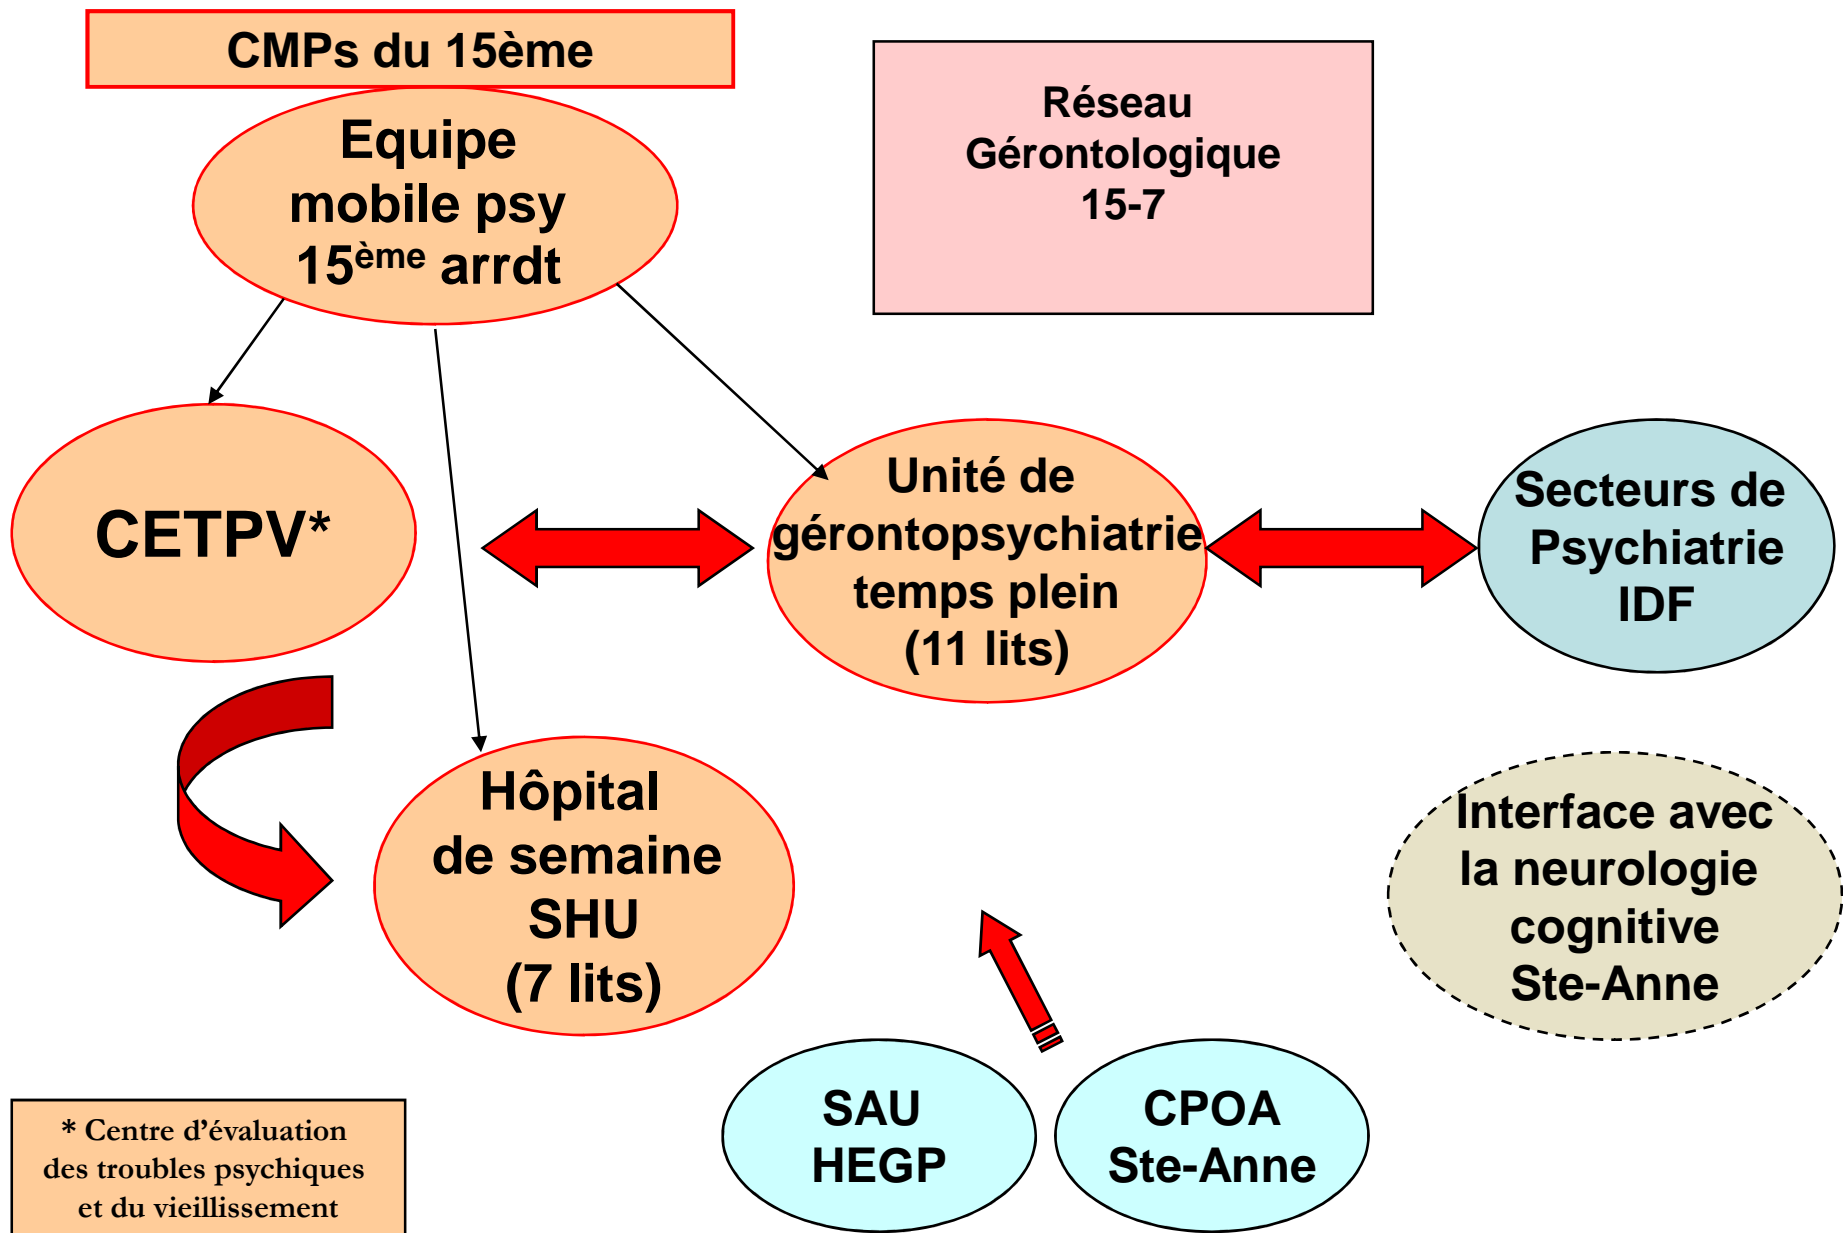 CMPs du 15ème
Equipe
mobile psy
15ème arrdt
Réseau
Gérontologique
15-7
CETPV*
Unité de
gérontopsychiatrie
temps plein
(11 lits)
Secteurs de
Psychiatrie
IDF
Hôpital
de semaine
SHU
(7 lits)
Interface avec
la neurologie
cognitive
Ste-Anne
SAU
HEGP
CPOA
Ste-Anne
* Centre d’évaluation
des troubles psychiques
et du vieillissement